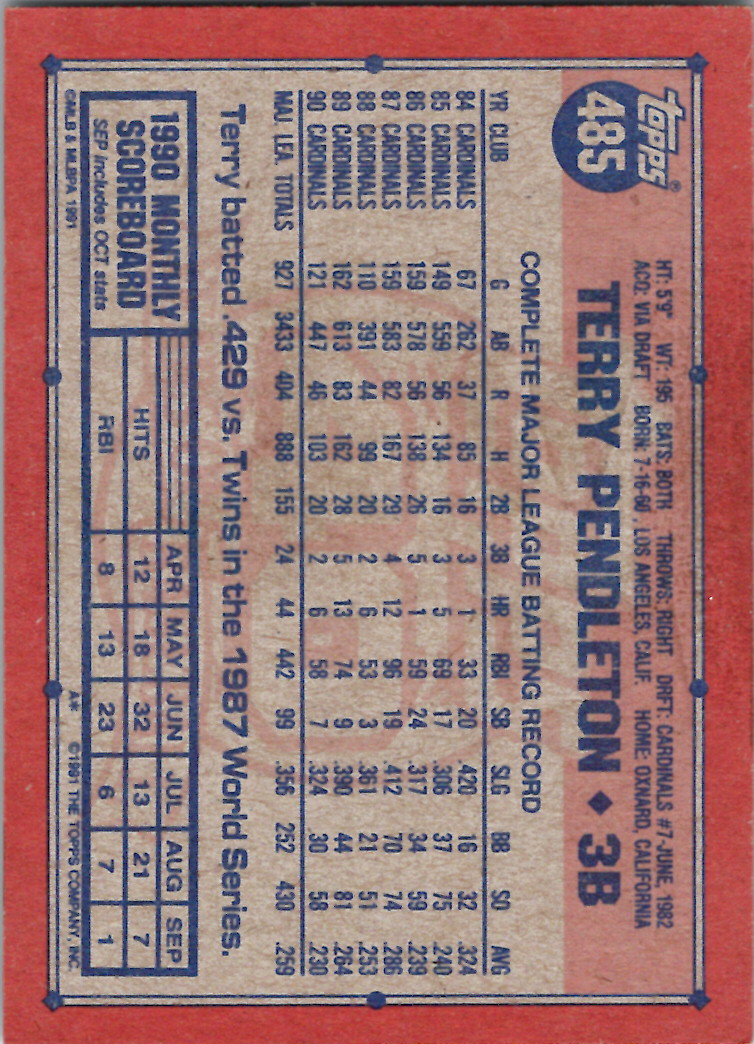 topps®
485
HT: 5'9" WT: 195 BATS: BOTH THROWS: RIGHT DRFT: CARDINALS #7-JUNE, 1982
ACQ: VIA DRAFT BORN: 7-16-60, LOS ANGELES, CALIF. HOME: OXNARD, CALIFORNIA
TERRY PENDLETON ♦ 3B
COMPLETE MAJOR LEAGUE BATTING RECORD
YR CLUB G AB R H 2B 3B HR RBI SB SLG BB SO AVG
84 CARDINALS 67 262 37 85 16 3 1 33 20 .420 16 32 .324
85 CARDINALS 149 559 56 134 16 3 5 69 17 .306 37 75 .240
86 CARDINALS 159 578 56 138 26 5 1 59 24 .317 34 59 .239
87 CARDINALS 159 583 82 167 29 4 12 96 19 .412 70 74 .286
88 CARDINALS 110 391 44 99 20 2 6 53 3 .361 21 51 .253
89 CARDINALS 162 613 83 162 28 5 13 74 9 .390 44 81 .264
90 CARDINALS 121 447 46 103 20 2 6 58 7 .324 30 58 .230
MAJ. LEA. TOTALS 927 3433 404 888 155 24 44 442 99 .356 252 430 .259
Terry batted .429 vs. Twins in the 1987 World Series.
1990 MONTHLY
SCOREBOARD
SEP includes OCT stats
APR MAY JUN JUL AUG SEP
HITS 12 18 32 13 21 7
RBI 8 13 23 6 7 1
©MLB & MLBPA 1991
A* ©1991 THE TOPPS COMPANY, INC.